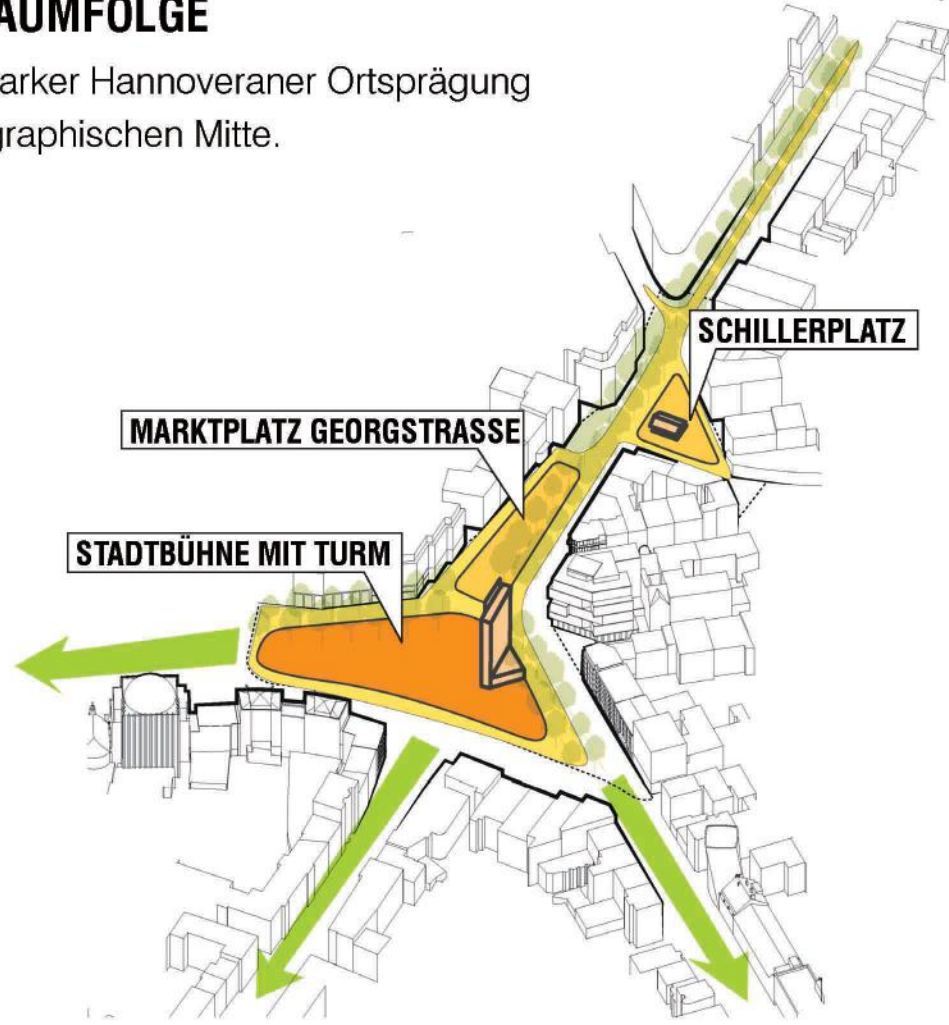 AUMFOLGE
arker Hannoveraner Ortsprägung
graphischen Mitte.
SCHILLERPLATZ
MARKTPLATZ GEORGSTRASSE
STADTBÜHNE MIT TURM